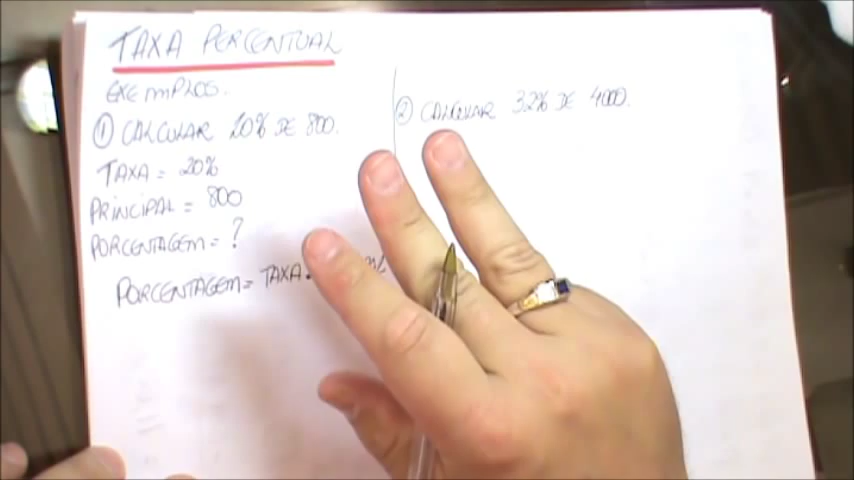 TAXA PERCENTUAL
EXEMPLOS.
① CALCULAR 20% DE 800.
TAXA = 20%
PRINCIPAL = 800
PORCENTAGEM = ?
PORCENTAGEM = TAXA .
② CALCULAR 32% DE 4000.